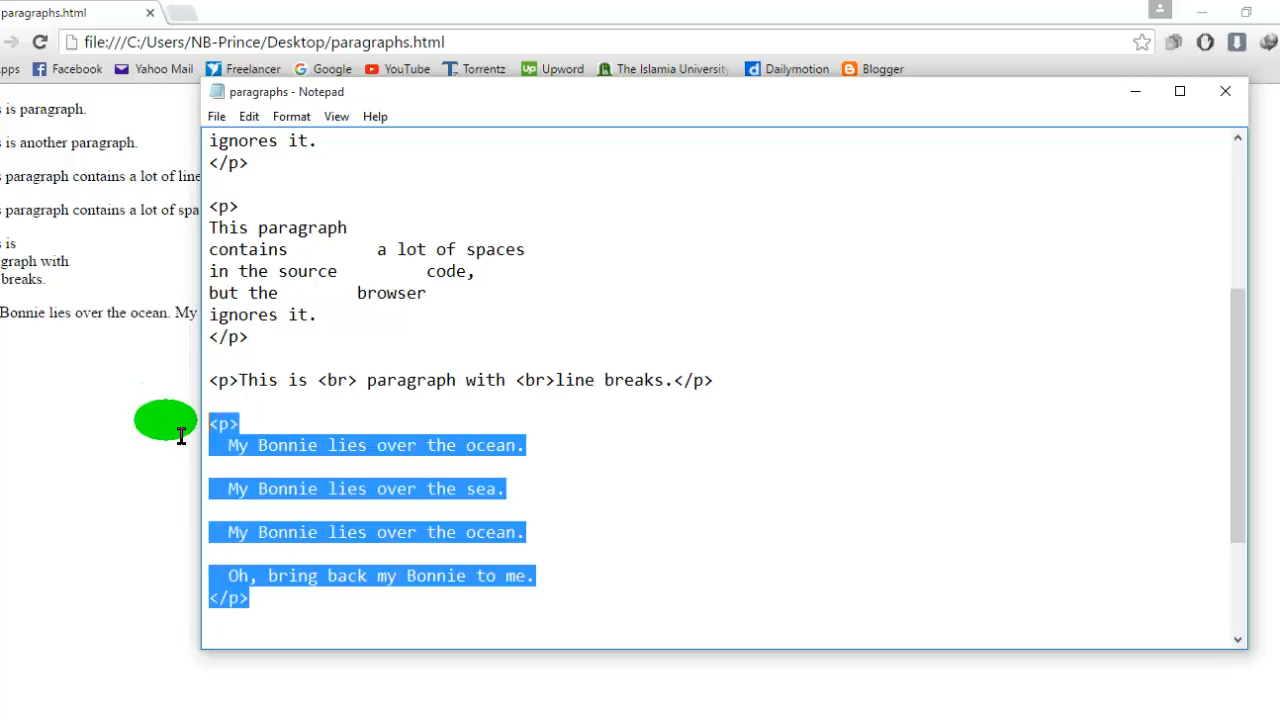 paragraphs.html
file:///C:/Users/NB-Prince/Desktop/paragraphs.html
Facebook Yahoo Mail Freelancer Google YouTube Torrentz Up Upword The Islamia University Dailymotion Blogger
paragraphs - Notepad
File Edit Format View Help
is paragraph.
is another paragraph.
paragraph contains a lot of line
paragraph contains a lot of spa
is
graph with
breaks.
Bonnie lies over the ocean. My
ignores it.
</p>
<p>
This paragraph
contains         a lot of spaces
in the source         code,
but the        browser
ignores it.
</p>
<p>This is <br> paragraph with <br>line breaks.</p>
<p>
My Bonnie lies over the ocean.
My Bonnie lies over the sea.
My Bonnie lies over the ocean.
Oh, bring back my Bonnie to me.
</p>